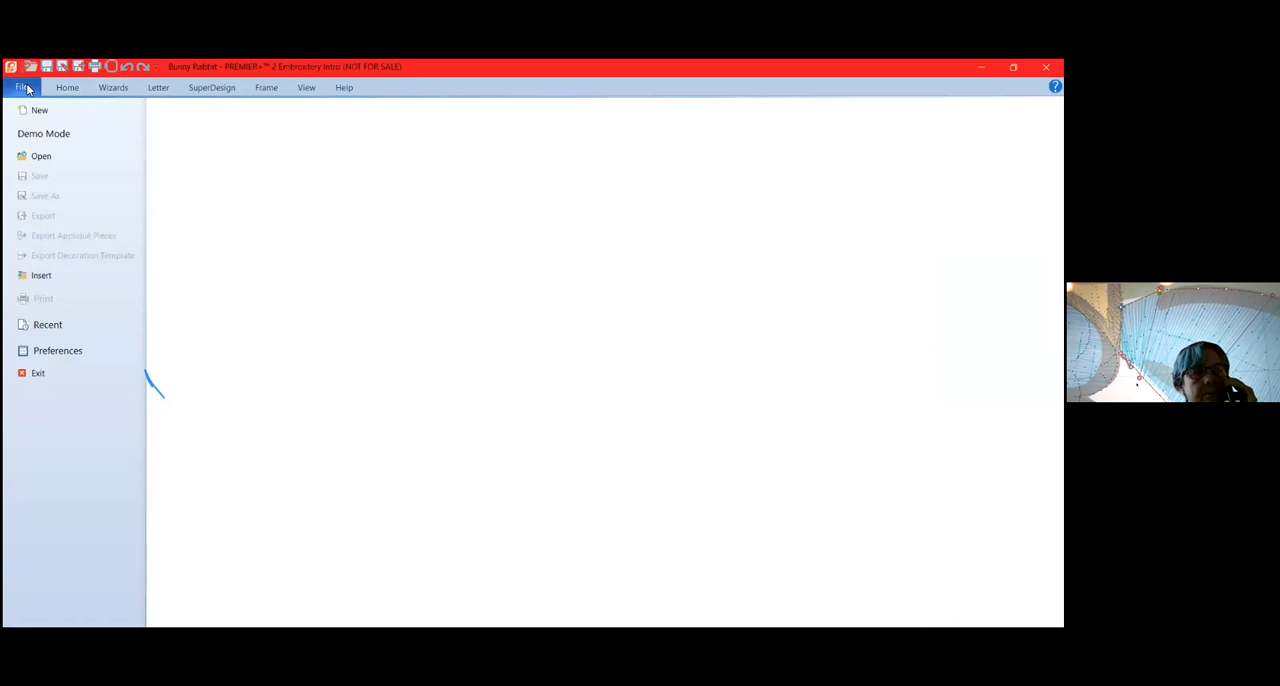 Bunny Rabbit - PREMIER+™ 2 Embroidery Intro (NOT FOR SALE)
File Home Wizards Letter SuperDesign Frame View Help
New
Demo Mode
Open
Save
Save As
Export
Export Appliqué Pieces
Export Decoration Template
Insert
Print
Recent
Preferences
Exit